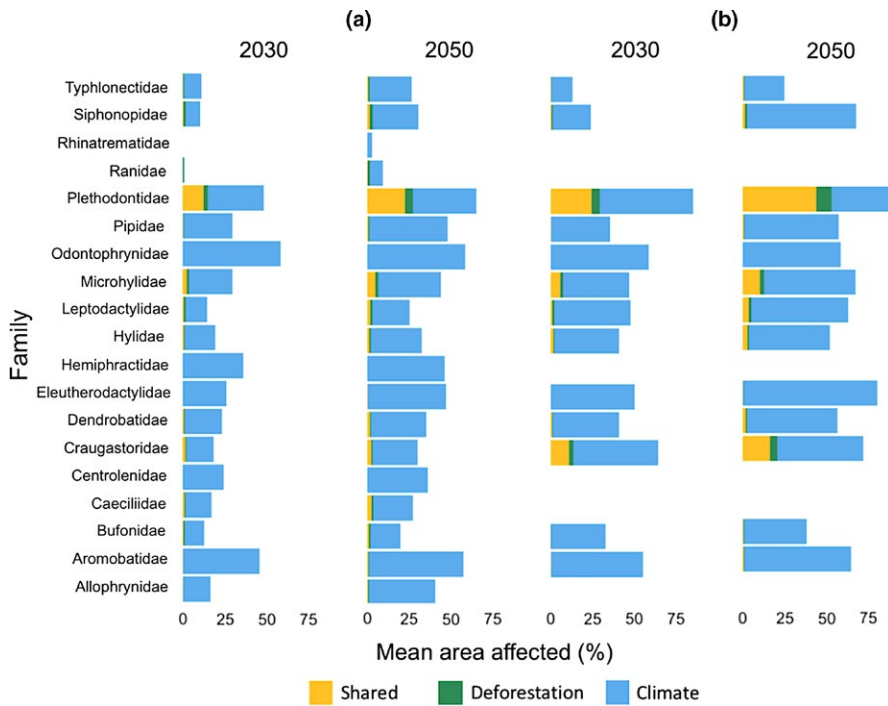 (a) (b)
2030 2050 2030 2050
Family
Typhlonectidae
Siphonopidae
Rhinatrematidae
Ranidae
Plethodontidae
Pipidae
Odontophrynidae
Microhylidae
Leptodactylidae
Hylidae
Hemiphractidae
Eleutherodactylidae
Dendrobatidae
Craugastoridae
Centrolenidae
Caeciliidae
Bufonidae
Aromobatidae
Allophrynidae
0 25 50 75 0 25 50 75 0 25 50 75 0 25 50 75
Mean area affected (%)
Shared Deforestation Climate